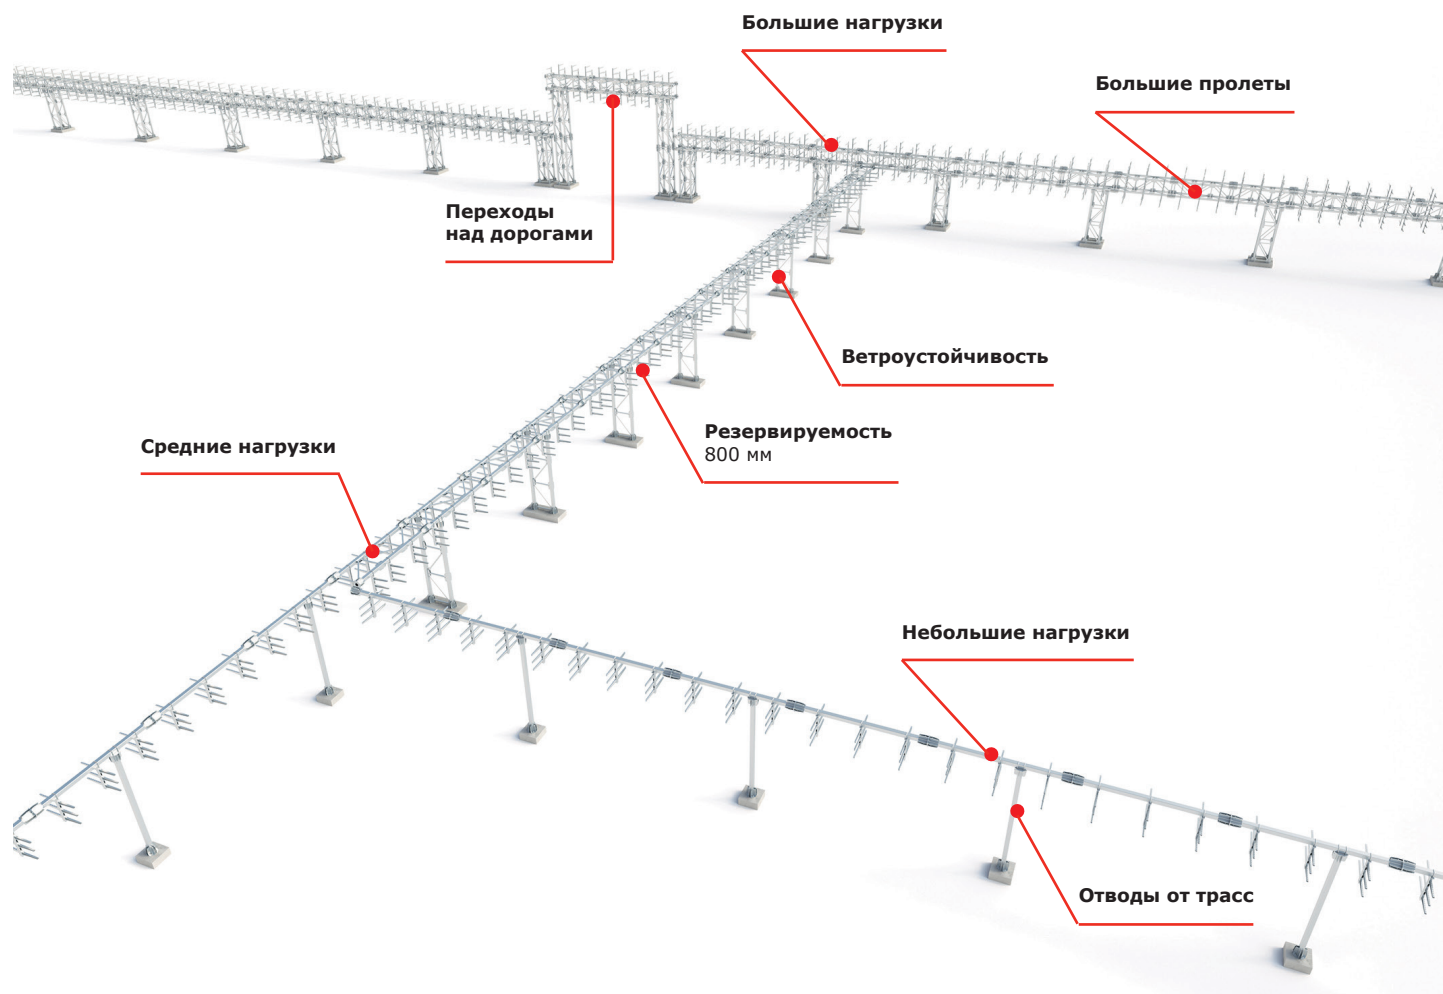 Большие нагрузки
Большие пролеты
Переходы
над дорогами
Ветроустойчивость
Резервируемость
800 мм
Средние нагрузки
Небольшие нагрузки
Отводы от трасс